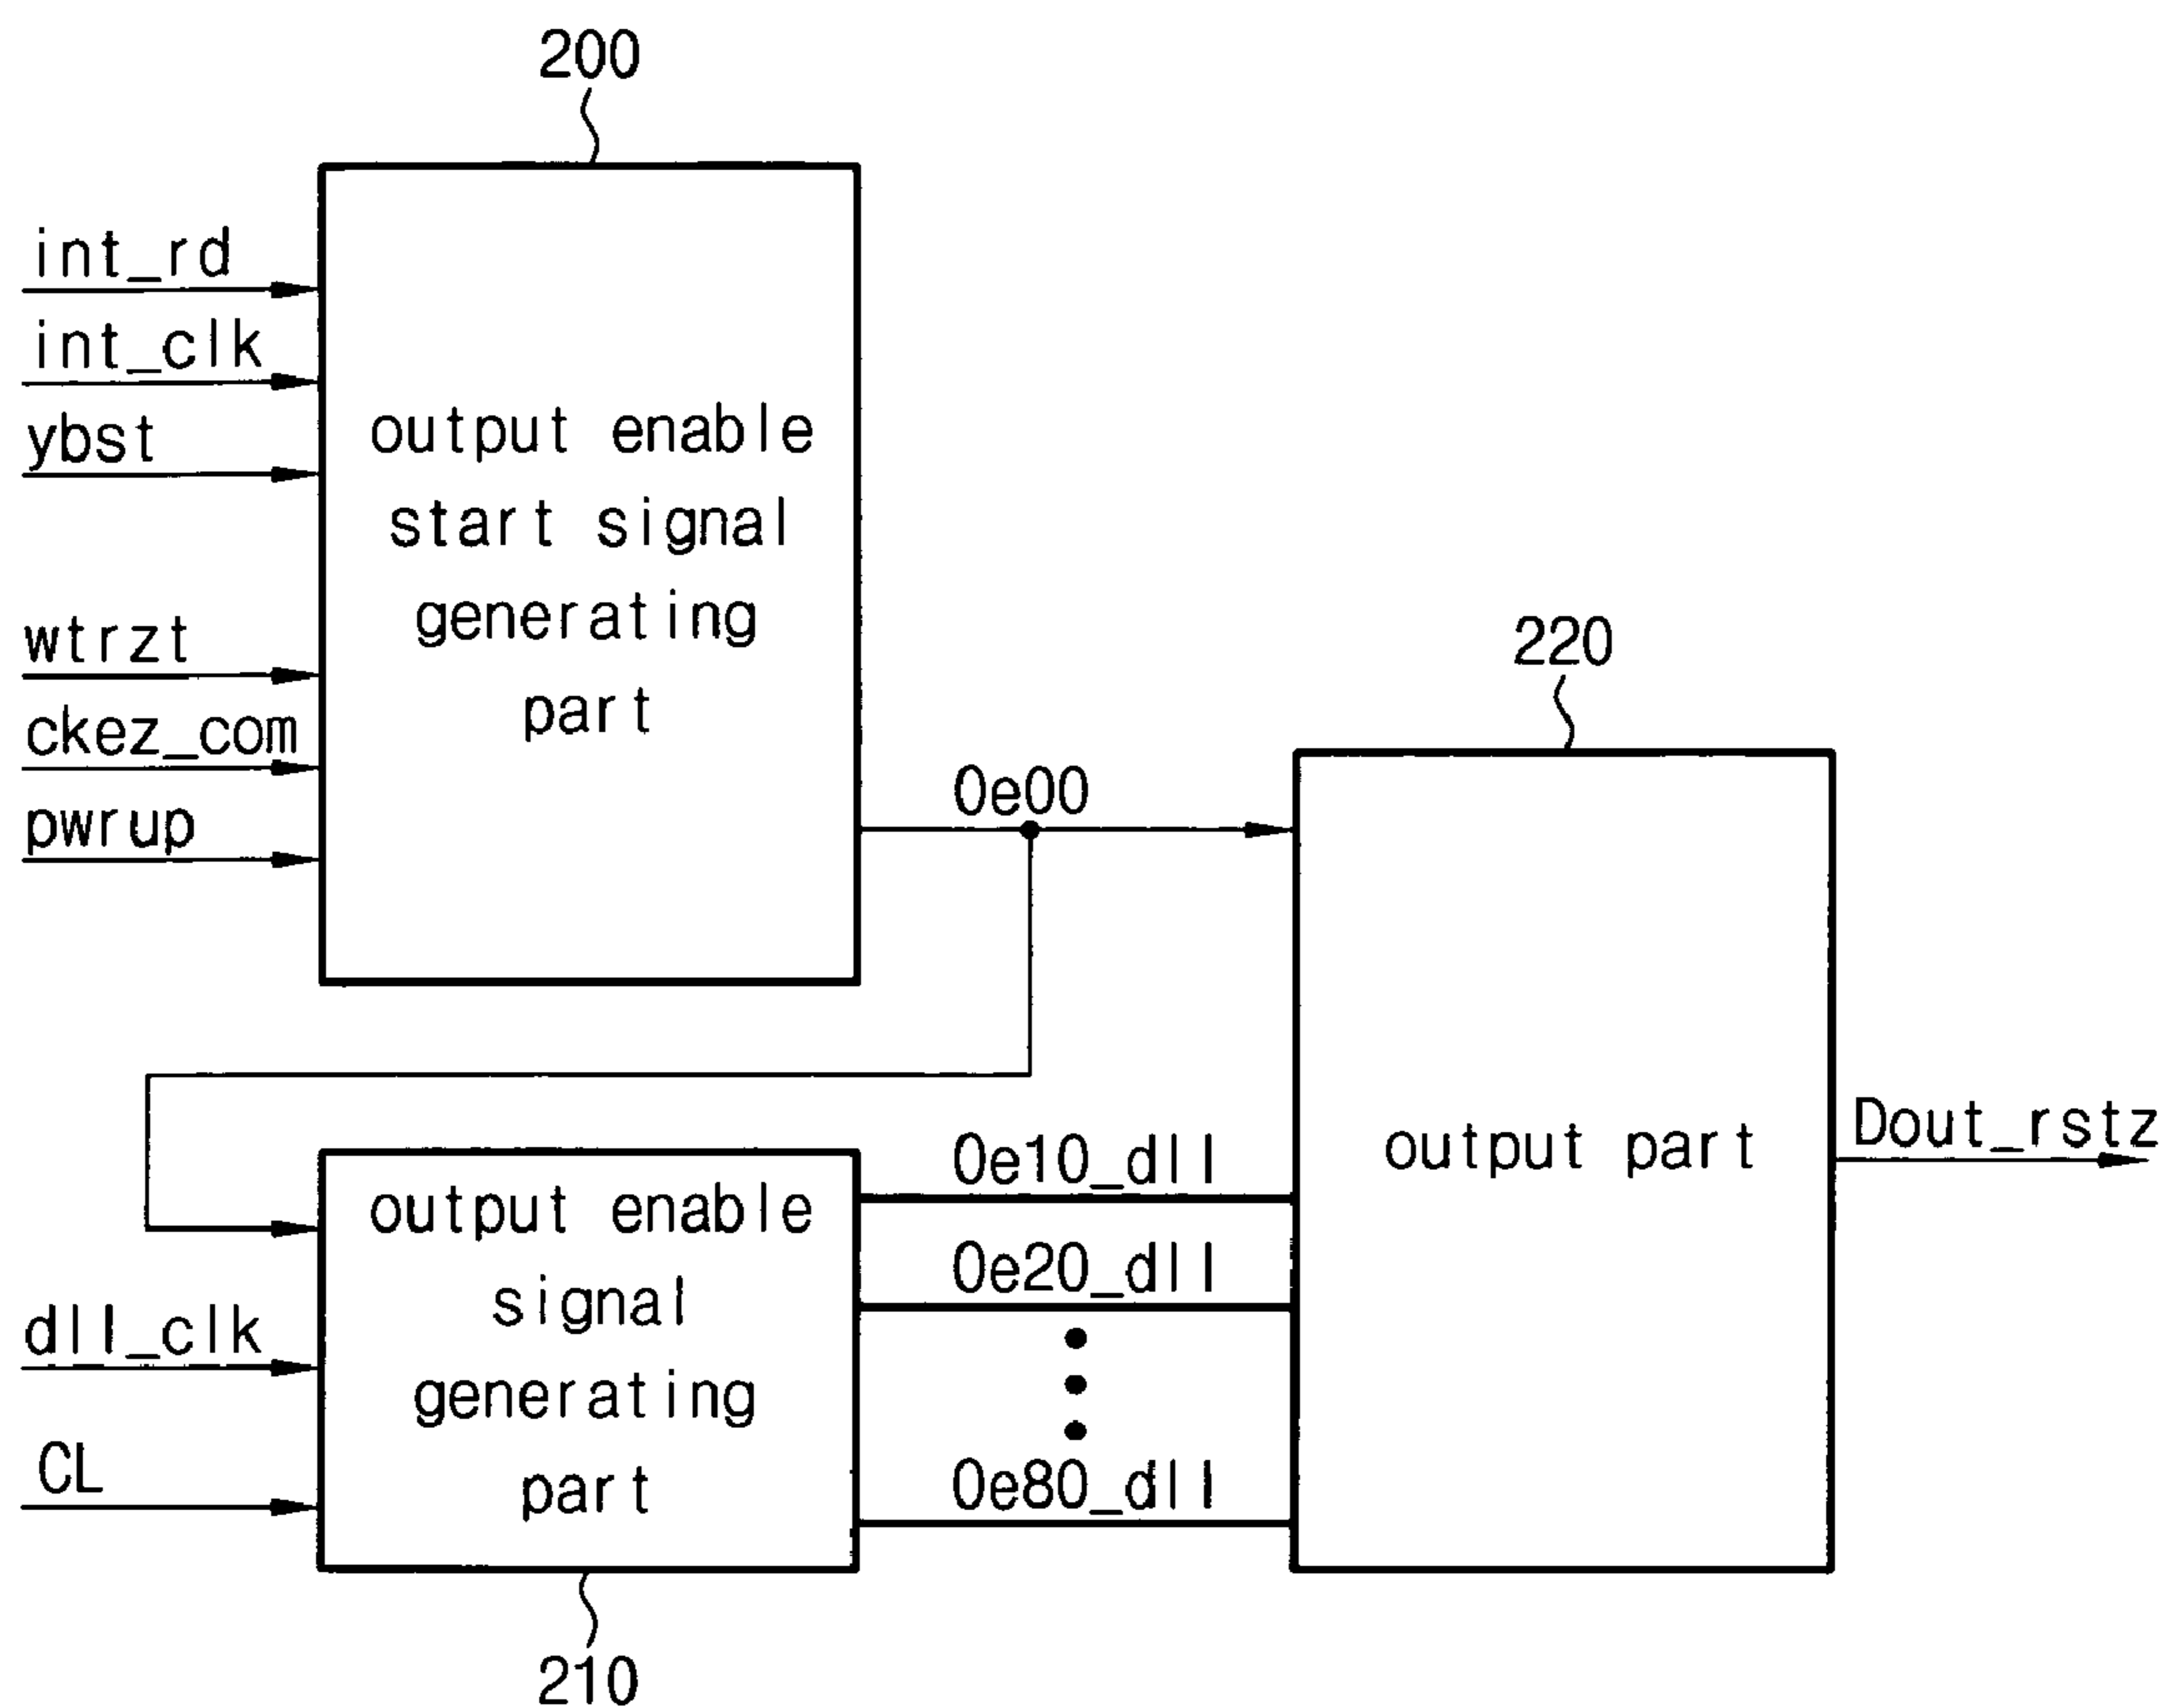 200
int_rd
int_clk
ybst
wtrzt
ckez_com
pwrup
output enable
start signal
generating
part
0e00
220
output part
Dout_rstz
output enable
signal
generating
part
dll_clk
CL
0e10_dll
0e20_dll
0e80_dll
210